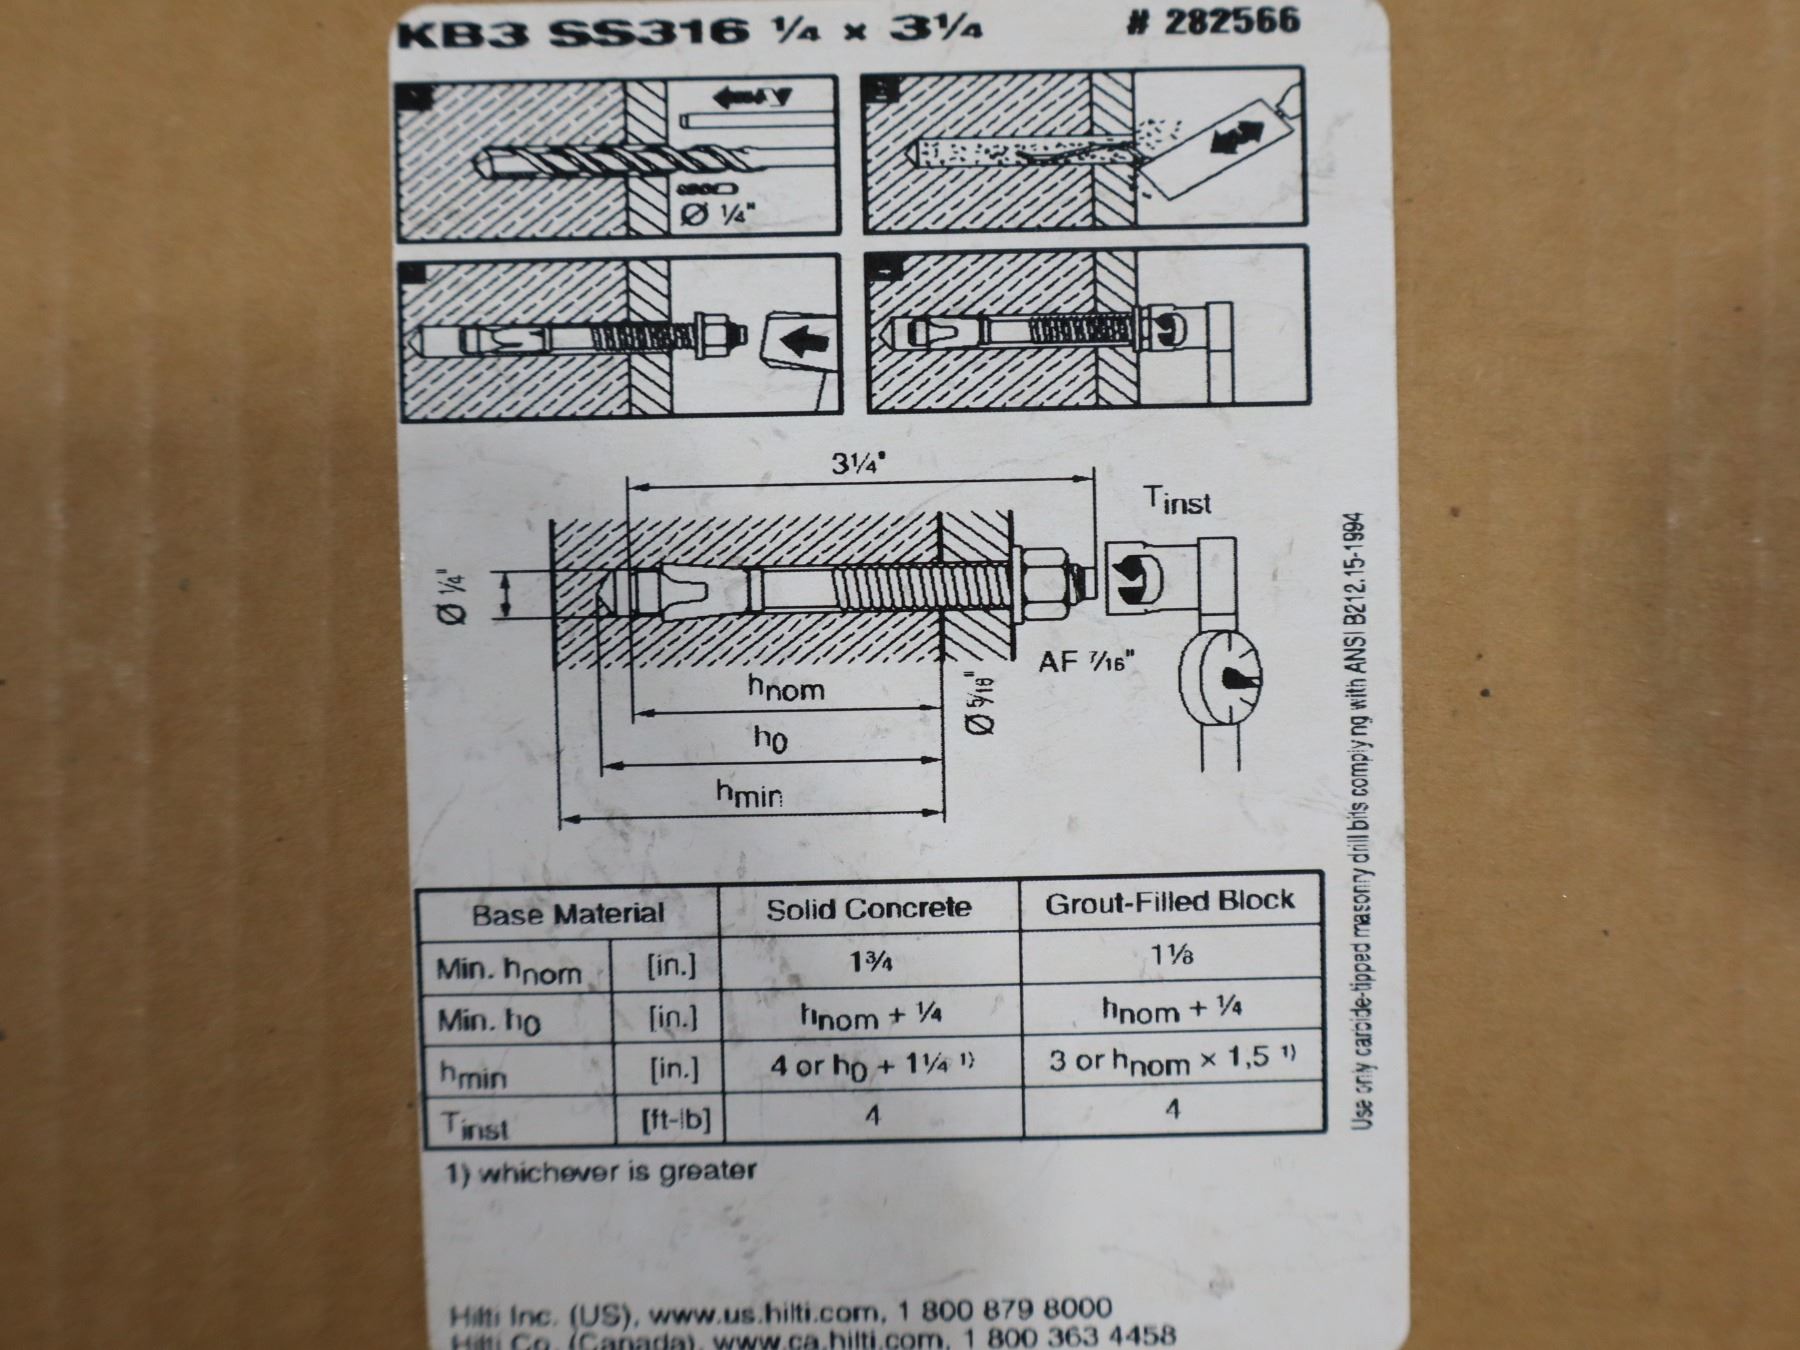 KB3 SS316 ¼ x 3¼ # 282566
Ø ¼"
3¼"
Tinst
Ø ¼"
AF 7/16"
hnom
Ø 5/16"
h0
hmin
Use only carbide-tipped masonry drill bits complying with ANSI B212.15-1994
Base Material Solid Concrete Grout-Filled Block
Min. hnom [in.] 1¾ 1⅛
Min. h0 [in.] hnom + ¼ hnom + ¼
hmin [in.] 4 or h0 + 1¼ 1) 3 or hnom x 1,5 1)
Tinst [ft-lb] 4 4
1) whichever is greater
Hilti Inc. (US), www.us.hilti.com, 1 800 879 8000
Hilti Co. (Canada), www.ca.hilti.com, 1 800 363 4458